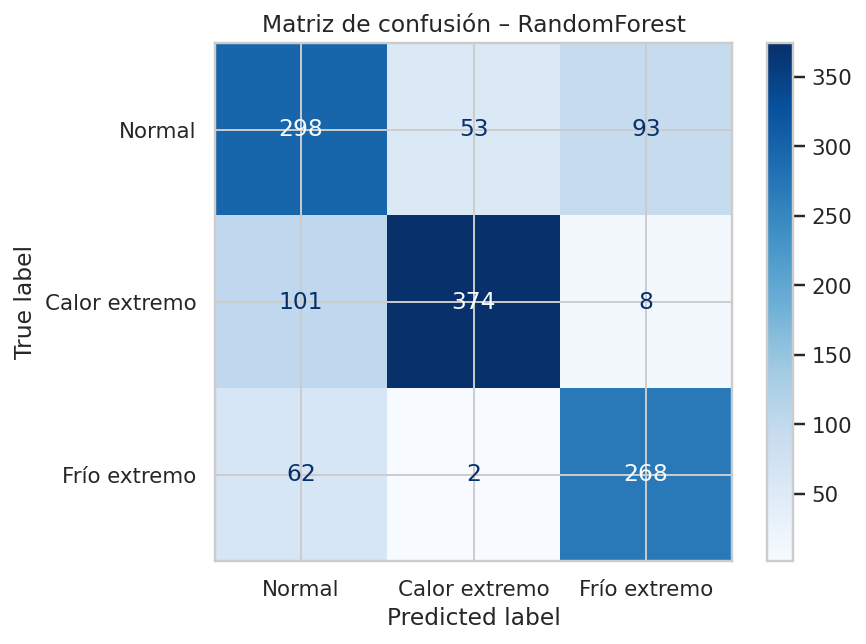 Matriz de confusión – RandomForest
True label
Normal
298
53
93
Calor extremo
101
374
8
Frío extremo
62
2
268
Normal
Calor extremo
Frío extremo
Predicted label
350
300
250
200
150
100
50